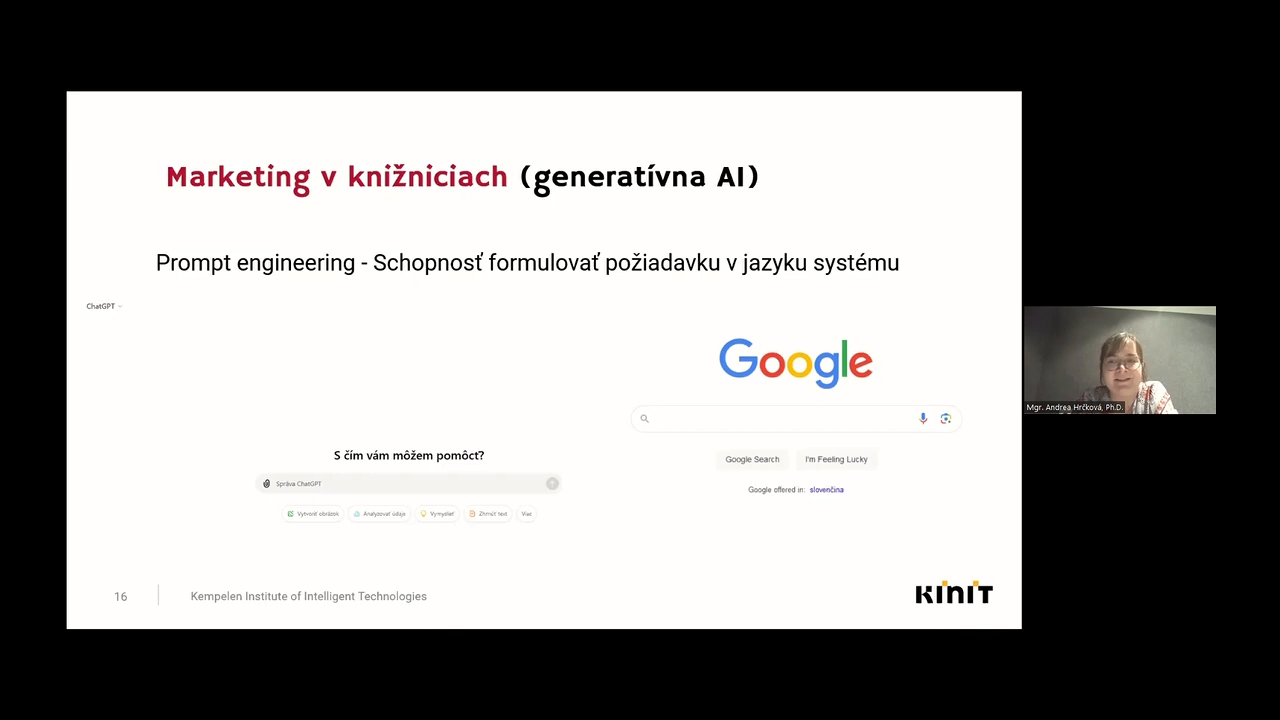 Marketing v knižniciach (generatívna AI)
Prompt engineering - Schopnosť formulovať požiadavku v jazyku systému
ChatGPT
Google
S čím vám môžem pomôcť?
Správa ChatGPT
Vytvoriť obrázok Analyzovať údaje Vymyslieť Zhrnúť text Viac
Google Search I'm Feeling Lucky
Google offered in: slovenčina
Mgr. Andrea Hrčková, Ph.D.
16 Kempelen Institute of Intelligent Technologies
KINIT